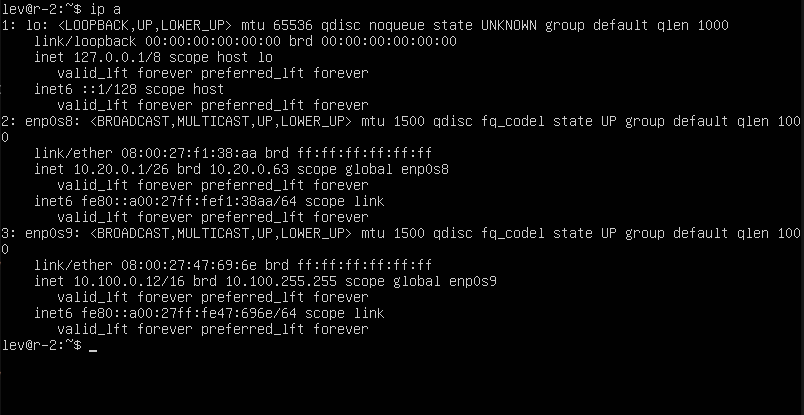 lev@r-2:~$ ip a
1: lo: <LOOPBACK,UP,LOWER_UP> mtu 65536 qdisc noqueue state UNKNOWN group default qlen 1000
    link/loopback 00:00:00:00:00:00 brd 00:00:00:00:00:00
    inet 127.0.0.1/8 scope host lo
       valid_lft forever preferred_lft forever
    inet6 ::1/128 scope host
       valid_lft forever preferred_lft forever
2: enp0s8: <BROADCAST,MULTICAST,UP,LOWER_UP> mtu 1500 qdisc fq_codel state UP group default qlen 100
0
    link/ether 08:00:27:f1:38:aa brd ff:ff:ff:ff:ff:ff
    inet 10.20.0.1/26 brd 10.20.0.63 scope global enp0s8
       valid_lft forever preferred_lft forever
    inet6 fe80::a00:27ff:fef1:38aa/64 scope link
       valid_lft forever preferred_lft forever
3: enp0s9: <BROADCAST,MULTICAST,UP,LOWER_UP> mtu 1500 qdisc fq_codel state UP group default qlen 100
0
    link/ether 08:00:27:47:69:6e brd ff:ff:ff:ff:ff:ff
    inet 10.100.0.12/16 brd 10.100.255.255 scope global enp0s9
       valid_lft forever preferred_lft forever
    inet6 fe80::a00:27ff:fe47:696e/64 scope link
       valid_lft forever preferred_lft forever
lev@r-2:~$ _